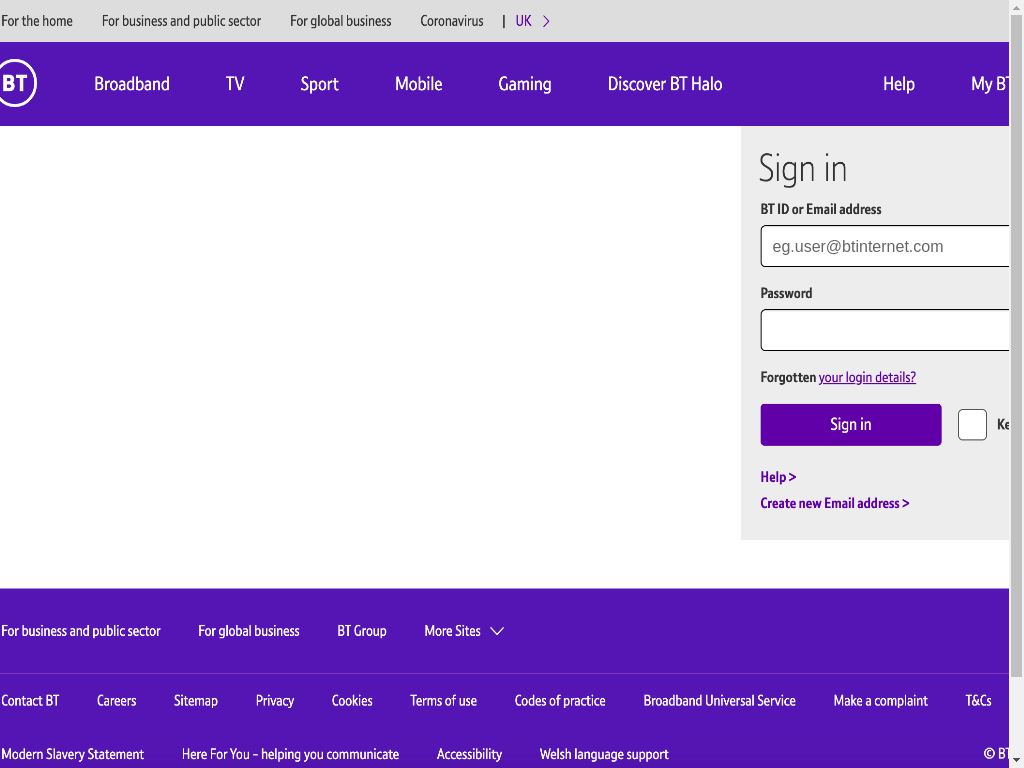 For the home For business and public sector For global business Coronavirus | UK
BT Broadband TV Sport Mobile Gaming Discover BT Halo Help My BT
Sign in
BT ID or Email address
eg.user@btinternet.com
Password
Forgotten your login details?
Sign in Ke
Help >
Create new Email address >
For business and public sector For global business BT Group More Sites
Contact BT Careers Sitemap Privacy Cookies Terms of use Codes of practice Broadband Universal Service Make a complaint T&Cs
Modern Slavery Statement Here For You – helping you communicate Accessibility Welsh language support © BT